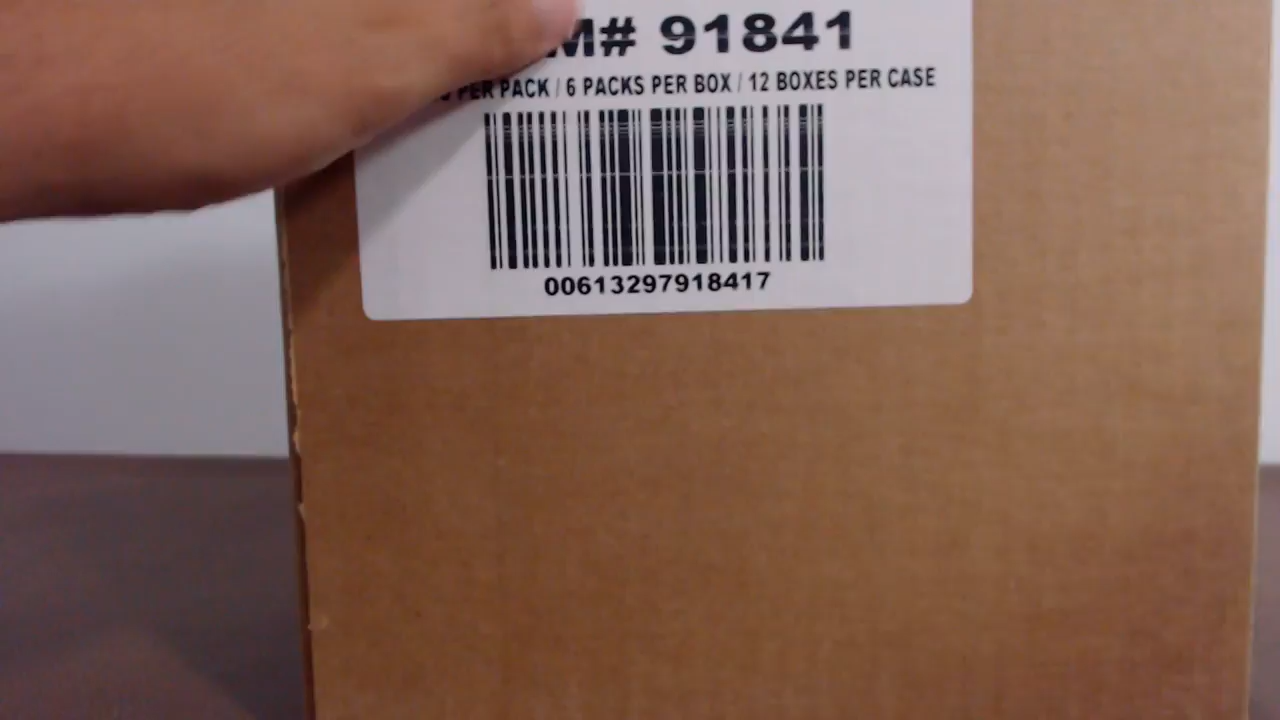 M# 91841
PER PACK / 6 PACKS PER BOX / 12 BOXES PER CASE
00613297918417